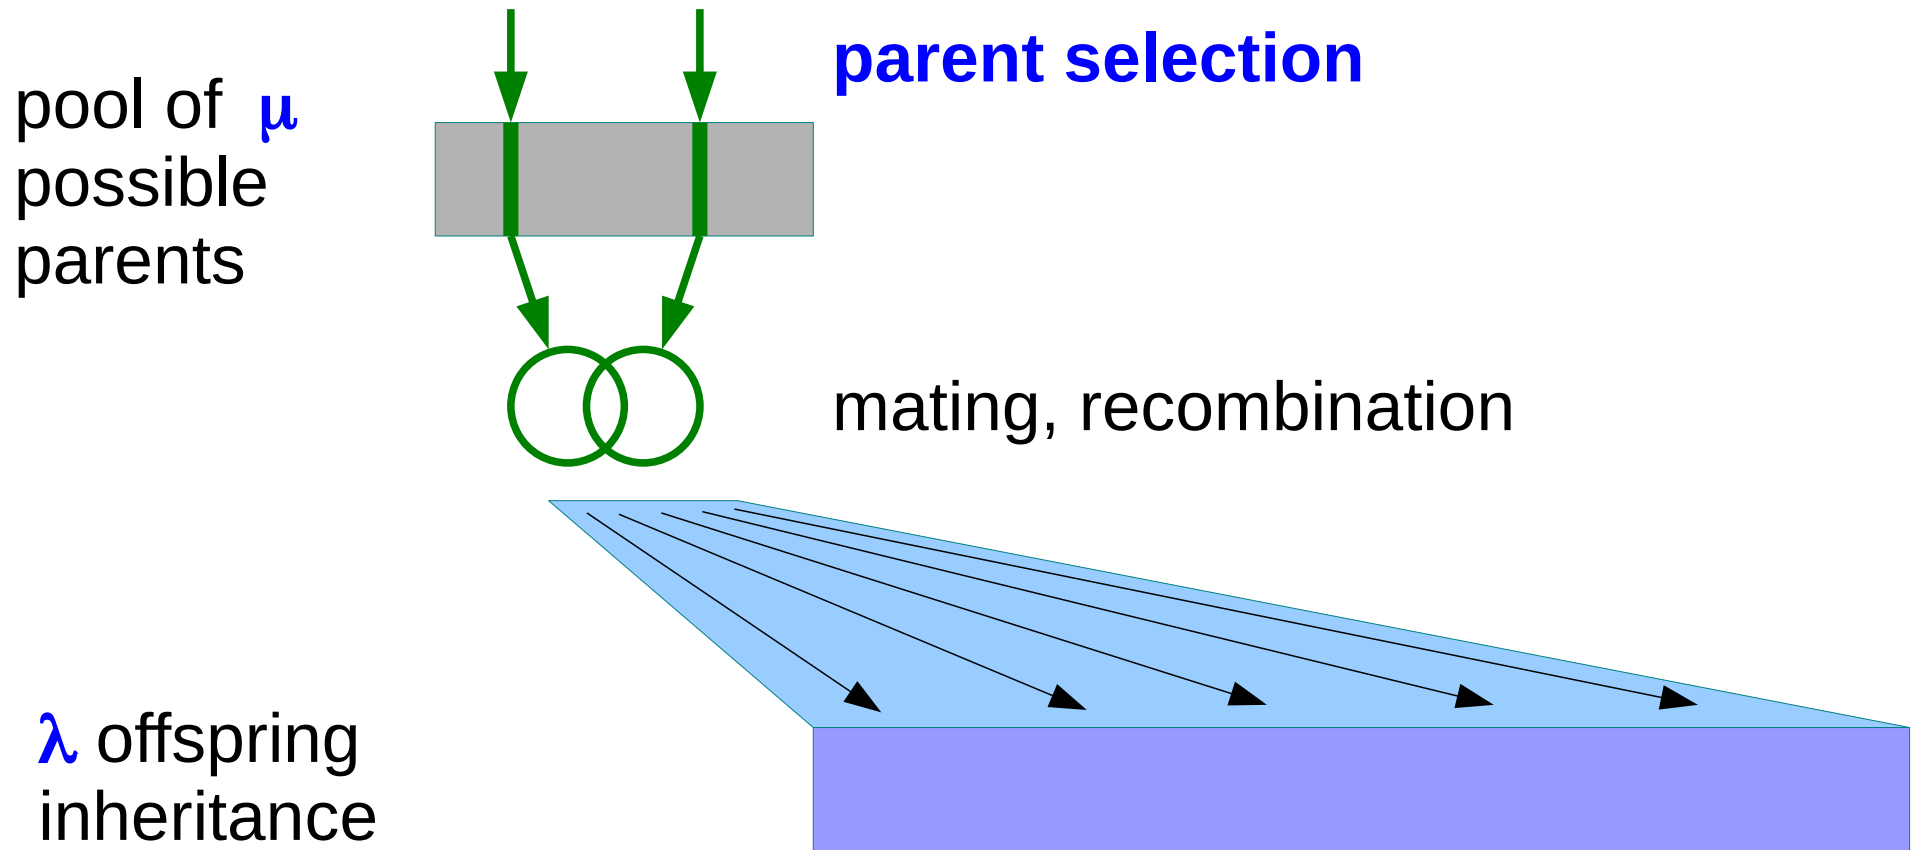 parent selection
pool of μ
possible
parents
mating, recombination
λ offspring
inheritance